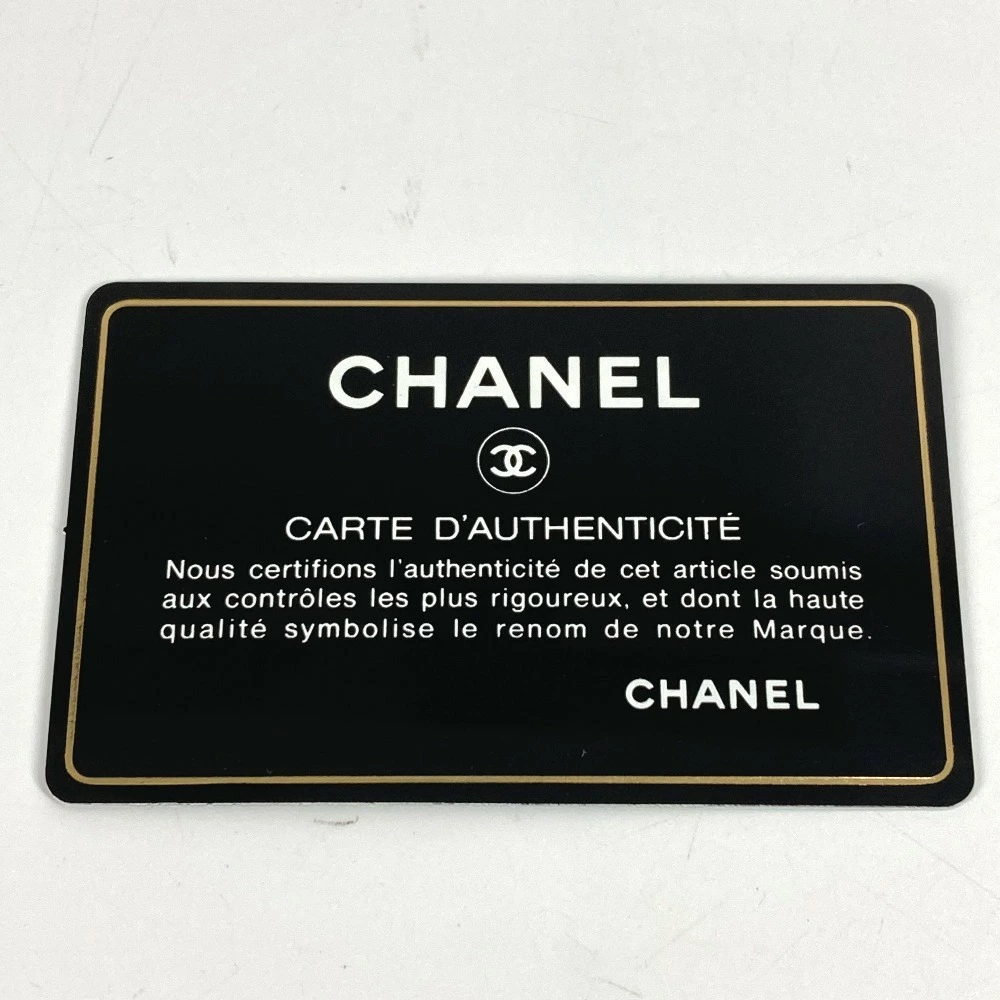 CHANEL
CARTE D'AUTHENTICITÉ
Nous certifions l'authenticité de cet article soumis
aux contrôles les plus rigoureux, et dont la haute
qualité symbolise le renom de notre Marque.
CHANEL